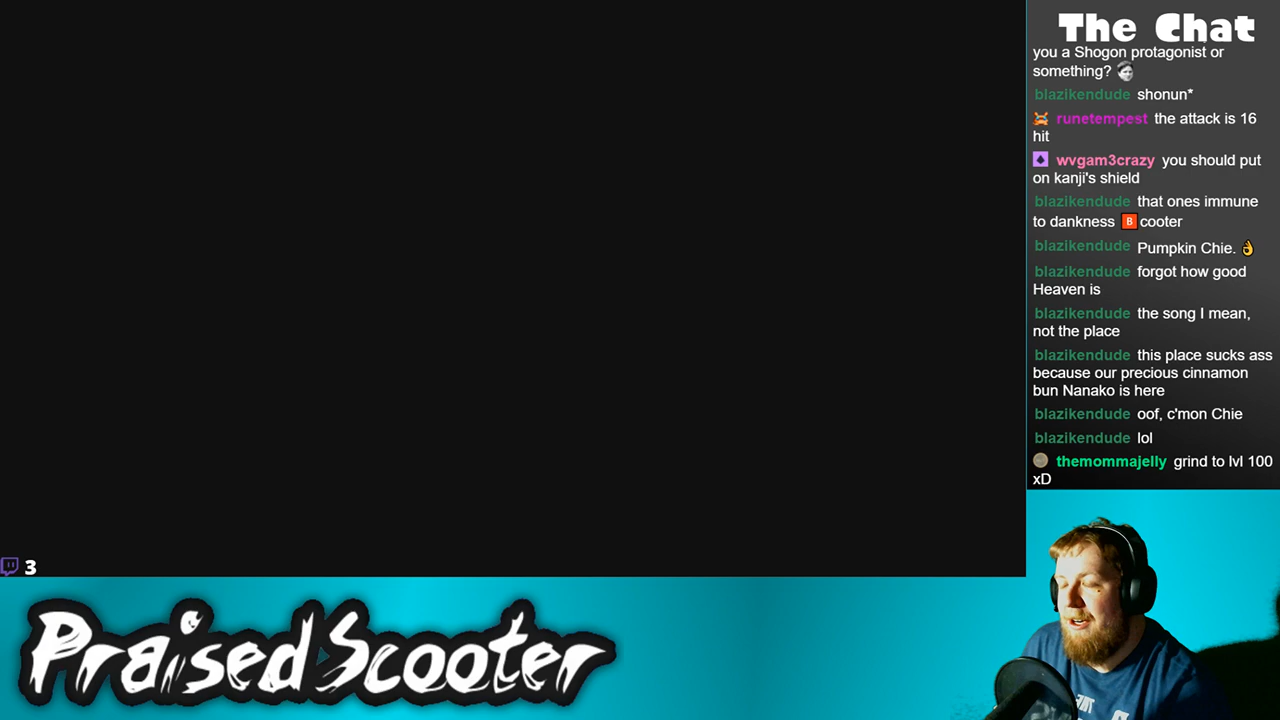 The Chat
you a Shogon protagonist or
something?
blazikendude shonun*
runetempest the attack is 16
hit
wvgam3crazy you should put
on kanji's shield
blazikendude that ones immune
to dankness B cooter
blazikendude Pumpkin Chie. 👌
blazikendude forgot how good
Heaven is
blazikendude the song I mean,
not the place
blazikendude this place sucks ass
because our precious cinnamon
bun Nanako is here
blazikendude oof, c'mon Chie
blazikendude lol
themommajelly grind to lvl 100
xD
3
PraisedScooter